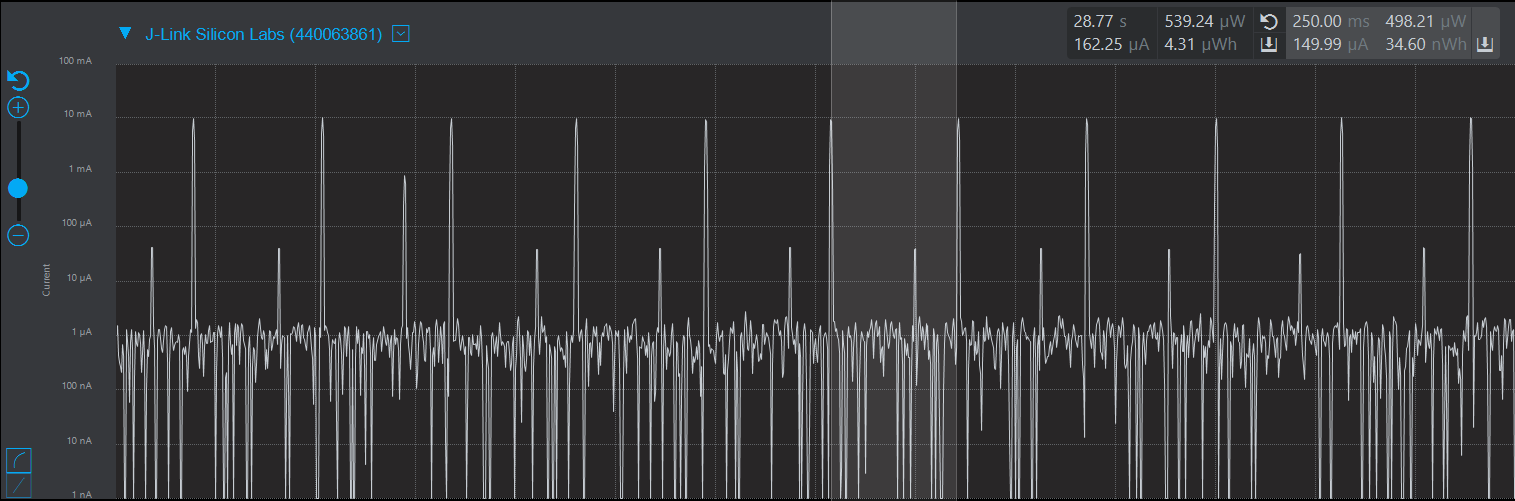 J-Link Silicon Labs (440063861)
28.77 s 539.24 µW 250.00 ms 498.21 µW
162.25 µA 4.31 µWh 149.99 µA 34.60 nWh
100 mA
10 mA
1 mA
100 µA
10 µA
1 µA
100 nA
10 nA
1 nA
Current